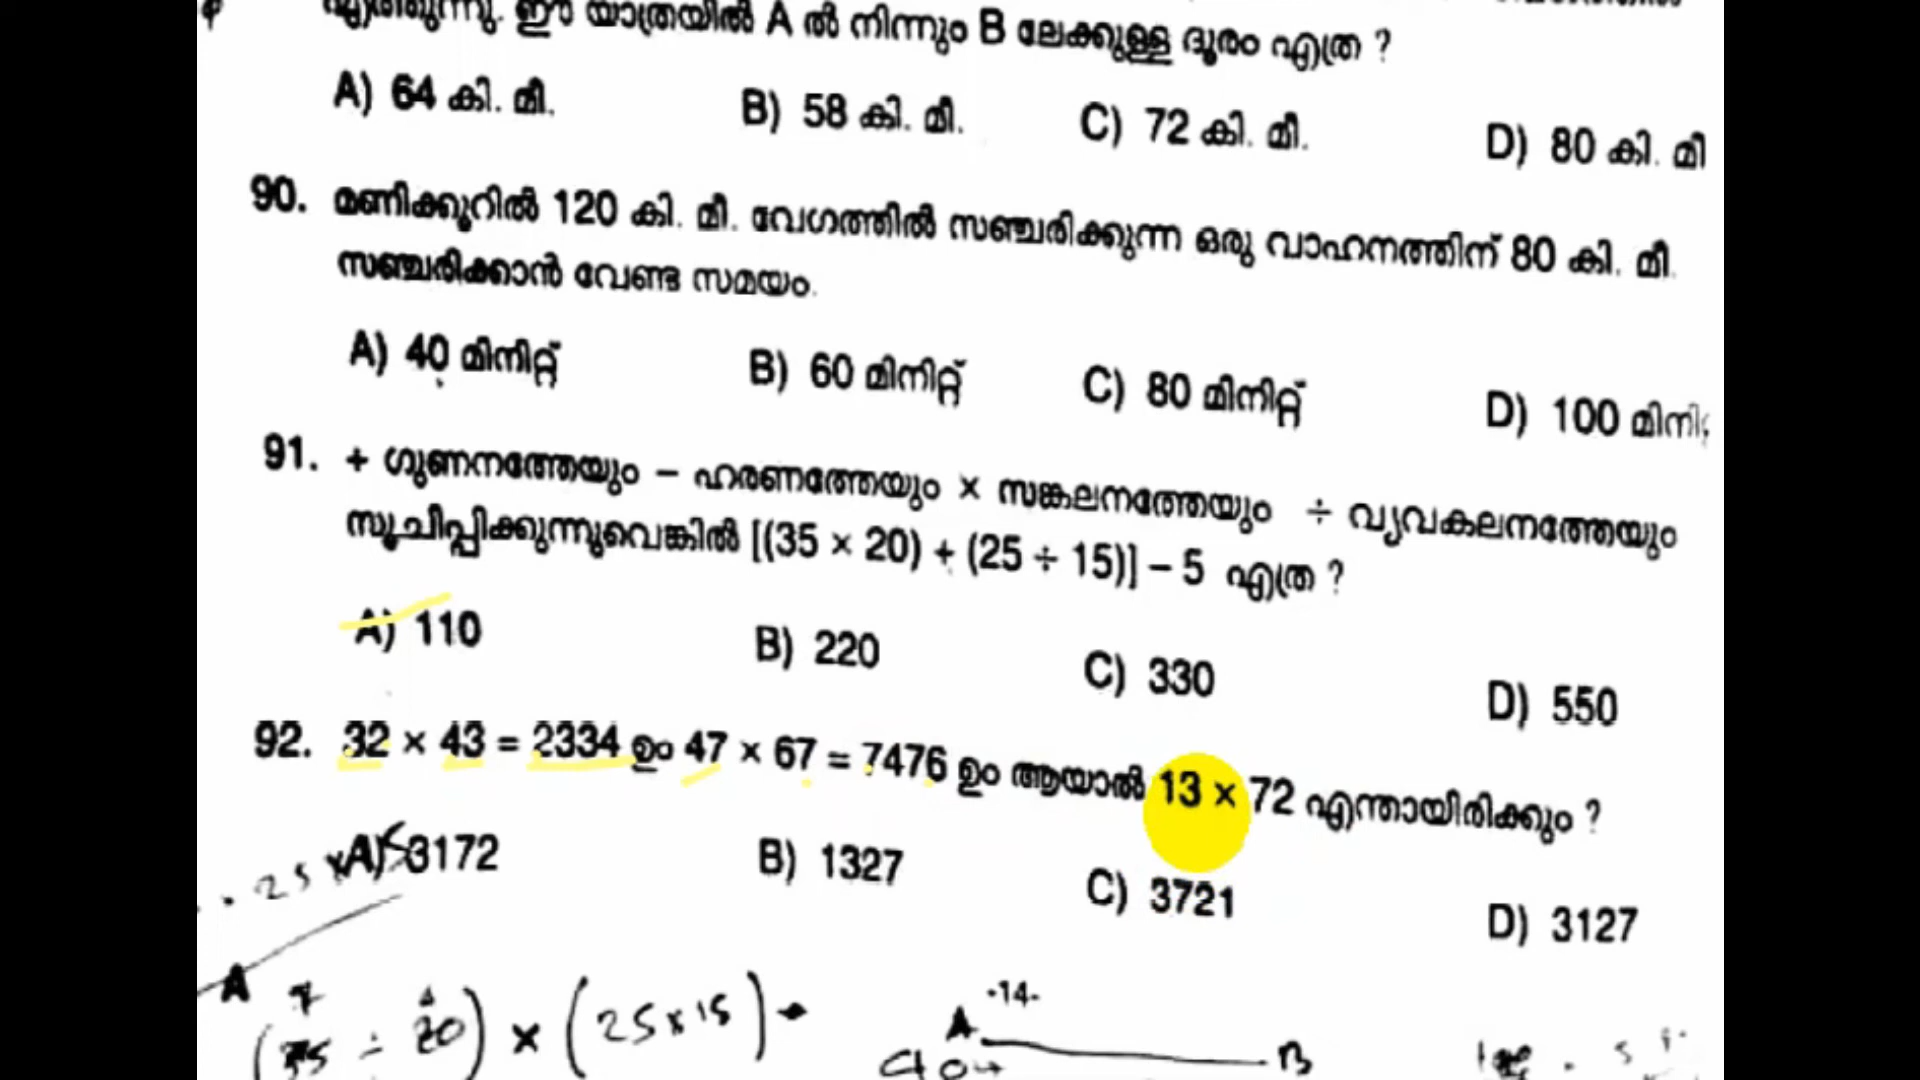 എത്തുന്നു. ഈ യാത്രയിൽ A ൽ നിന്നും B ലേക്കുള്ള ദൂരം എത്ര ?
A) 64 കി. മീ. B) 58 കി. മീ. C) 72 കി. മീ. D) 80 കി. മീ
90. മണിക്കൂറിൽ 120 കി. മീ. വേഗത്തിൽ സഞ്ചരിക്കുന്ന ഒരു വാഹനത്തിന് 80 കി. മീ.
സഞ്ചരിക്കാൻ വേണ്ട സമയം.
A) 40 മിനിറ്റ് B) 60 മിനിറ്റ് C) 80 മിനിറ്റ് D) 100 മിനി
91. + ഗുണനത്തേയും – ഹരണത്തേയും × സങ്കലനത്തേയും ÷ വ്യവകലനത്തേയും
സൂചിപ്പിക്കുന്നുവെങ്കിൽ [(35 × 20) + (25 ÷ 15)] – 5 എത്ര ?
A) 110 B) 220 C) 330 D) 550
92. 32 × 43 = 2334 ഉം 47 × 67 = 7476 ഉം ആയാൽ 13 × 72 എന്തായിരിക്കും ?
A) 3172 B) 1327 C) 3721 D) 3127
A -14-
(35 ÷ 20) × (25 × 15)
A B